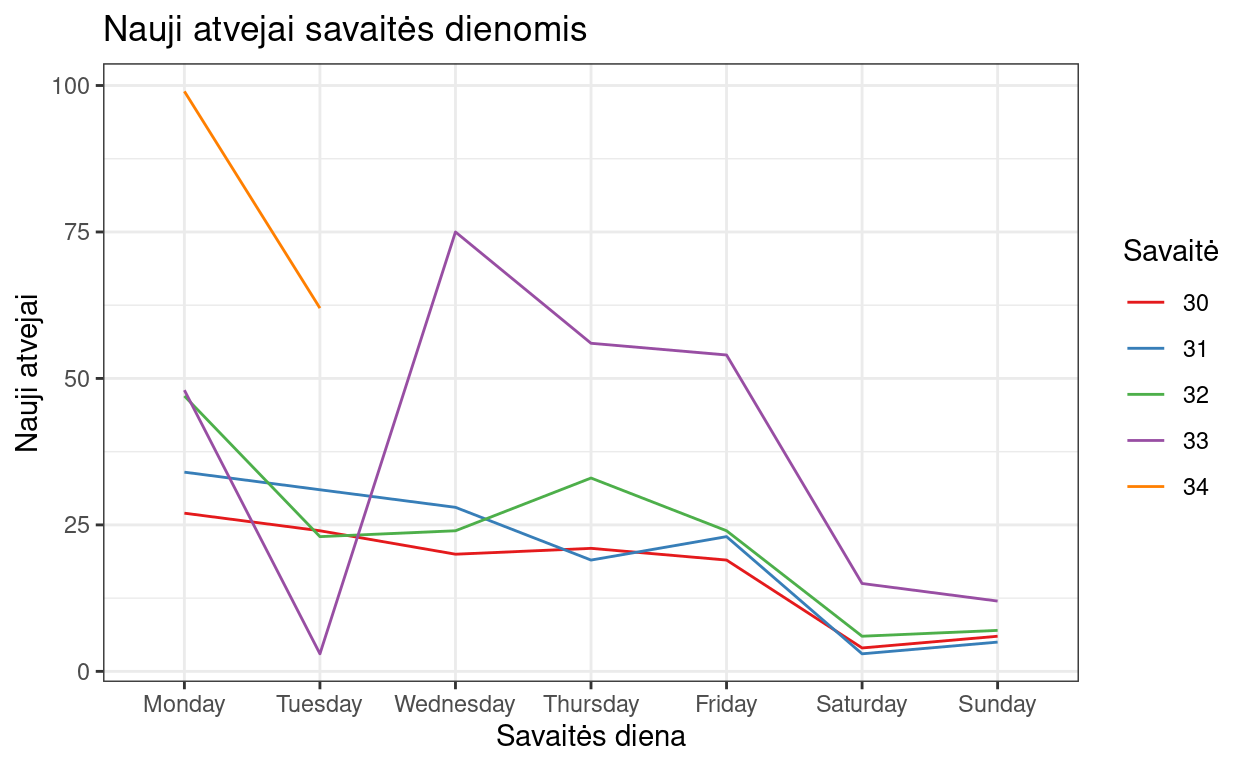 Nauji atvejai savaitės dienomis
Nauji atvejai
100
75
50
25
0
Monday Tuesday Wednesday Thursday Friday Saturday Sunday
Savaitės diena
Savaitė
30
31
32
33
34